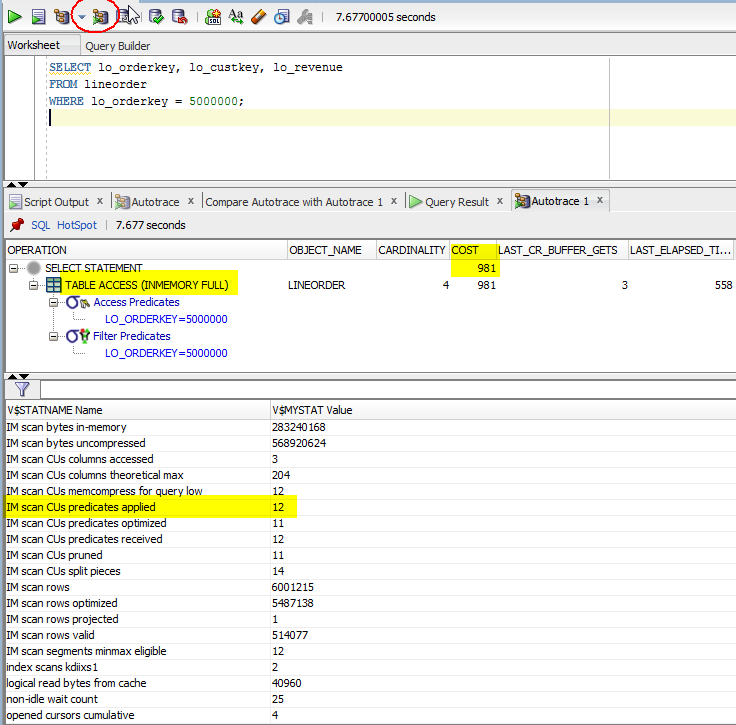 7.67700005 seconds
Worksheet Query Builder
SELECT lo_orderkey, lo_custkey, lo_revenue
FROM lineorder
WHERE lo_orderkey = 5000000;
Script Output x Autotrace x Compare Autotrace with Autotrace 1 x Query Result x Autotrace 1 x
SQL HotSpot 7.677 seconds
OPERATION OBJECT_NAME CARDINALITY COST LAST_CR_BUFFER_GETS LAST_ELAPSED_TI...
SELECT STATEMENT 981
TABLE ACCESS (INMEMORY FULL) LINEORDER 4 981 3 558
Access Predicates
LO_ORDERKEY=5000000
Filter Predicates
LO_ORDERKEY=5000000
V$STATNAME Name V$MYSTAT Value
IM scan bytes in-memory 283240168
IM scan bytes uncompressed 568920624
IM scan CUs columns accessed 3
IM scan CUs columns theoretical max 204
IM scan CUs memcompress for query low 12
IM scan CUs predicates applied 12
IM scan CUs predicates optimized 11
IM scan CUs predicates received 12
IM scan CUs pruned 11
IM scan CUs split pieces 14
IM scan rows 6001215
IM scan rows optimized 5487138
IM scan rows projected 1
IM scan rows valid 514077
IM scan segments minmax eligible 12
index scans kdiixs1 2
logical read bytes from cache 40960
non-idle wait count 25
opened cursors cumulative 4